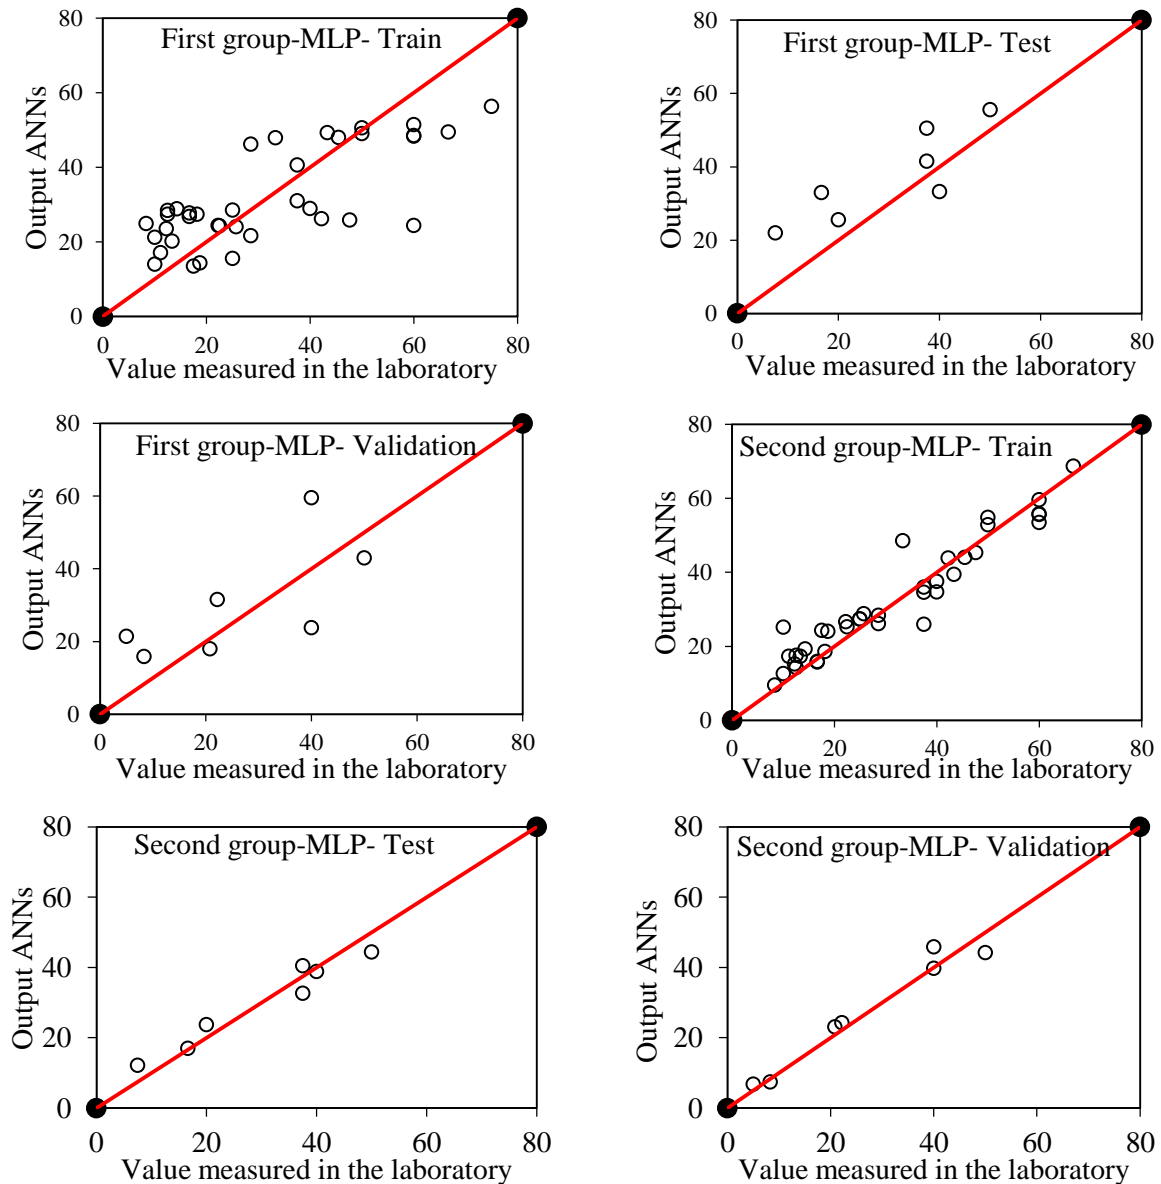 80
First group-MLP- Train
60
40
20
0
Output ANNs
0 20 40 60 80
Value measured in the laboratory
80
First group-MLP- Test
60
40
20
0
Output ANNs
0 20 40 60 80
Value measured in the laboratory
80
First group-MLP- Validation
60
40
20
0
Output ANNs
0 20 40 60 80
Value measured in the laboratory
80
Second group-MLP- Train
60
40
20
0
Output ANNs
0 20 40 60 80
Value measured in the laboratory
80
Second group-MLP- Test
60
40
20
0
Output ANNs
0 20 40 60 80
Value measured in the laboratory
80
Second group-MLP- Validation
60
40
20
0
Output ANNs
0 20 40 60 80
Value measured in the laboratory